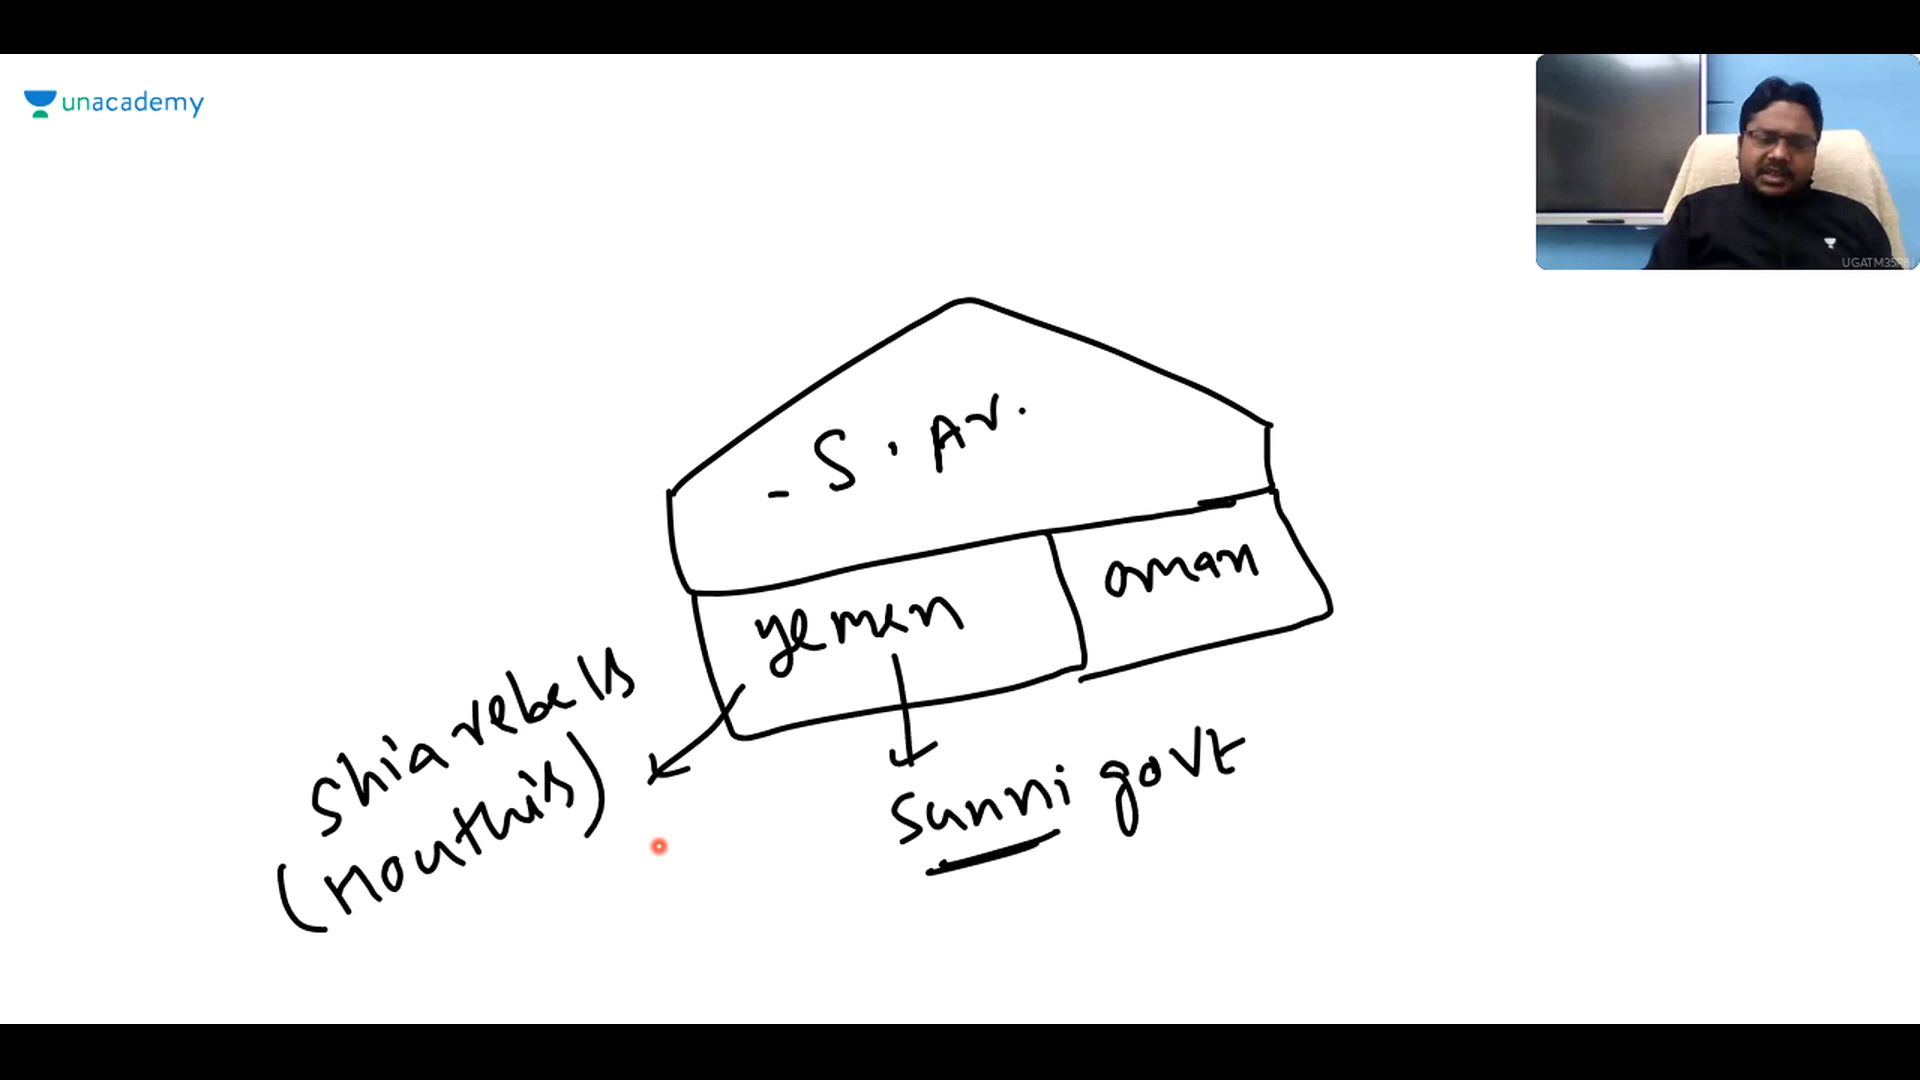 unacademy
- S. Ar.
yemen
oman
Shia rebels
(Houthis)
Sunni govt